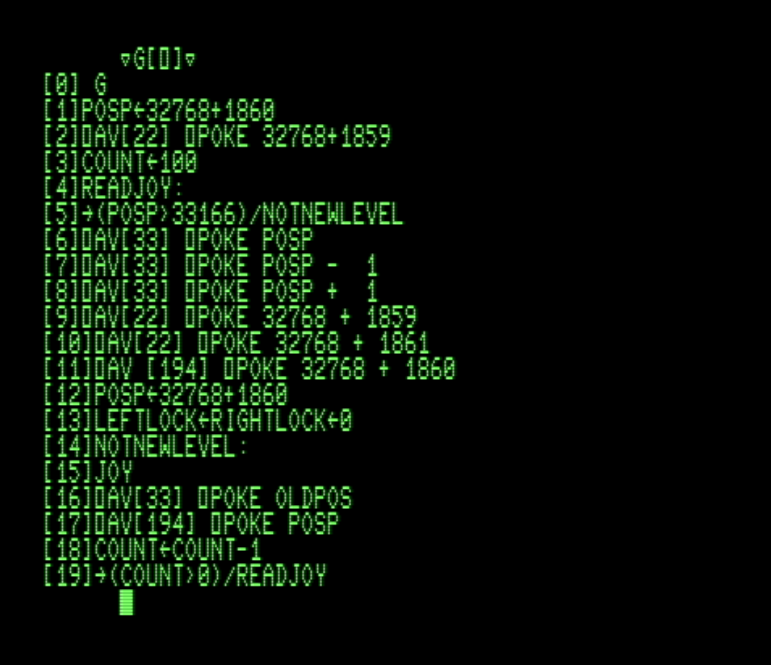 ∇G[⎕]∇
[0] G
[1]POSP←32768+1860
[2]⎕AV[22] ⎕POKE 32768+1859
[3]COUNT←100
[4]READJOY:
[5]→(POSP>33166)/NOTNEWLEVEL
[6]⎕AV[33] ⎕POKE POSP
[7]⎕AV[33] ⎕POKE POSP -  1
[8]⎕AV[33] ⎕POKE POSP +  1
[9]⎕AV[22] ⎕POKE 32768 + 1859
[10]⎕AV[22] ⎕POKE 32768 + 1861
[11]⎕AV [194] ⎕POKE 32768 + 1860
[12]POSP←32768+1860
[13]LEFTLOCK←RIGHTLOCK←0
[14]NOTNEWLEVEL:
[15]JOY
[16]⎕AV[33] ⎕POKE OLDPOS
[17]⎕AV[194] ⎕POKE POSP
[18]COUNT←COUNT-1
[19]→(COUNT>0)/READJOY